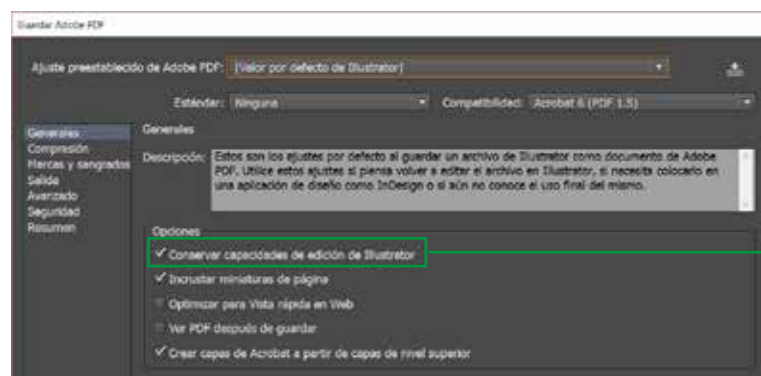 Guardar Adobe PDF
Ajuste preestablecido de Adobe PDF: [Valor por defecto de Illustrator]
Estándar: Ninguna Compatibilidad: Acrobat 6 (PDF 1.5)
Generales
Compresión
Marcas y sangrados
Salida
Avanzado
Seguridad
Resumen
Generales
Descripción: Estos son los ajustes por defecto al guardar un archivo de Illustrator como documento de Adobe
PDF. Utilice estos ajustes si piensa volver a editar el archivo en Illustrator, si necesita colocarlo en
una aplicación de diseño como InDesign o si aún no conoce el uso final del mismo.
Opciones
Conservar capacidades de edición de Illustrator
Incrustar miniaturas de página
Optimizar para Vista rápida en Web
Ver PDF después de guardar
Crear capas de Acrobat a partir de capas de nivel superior